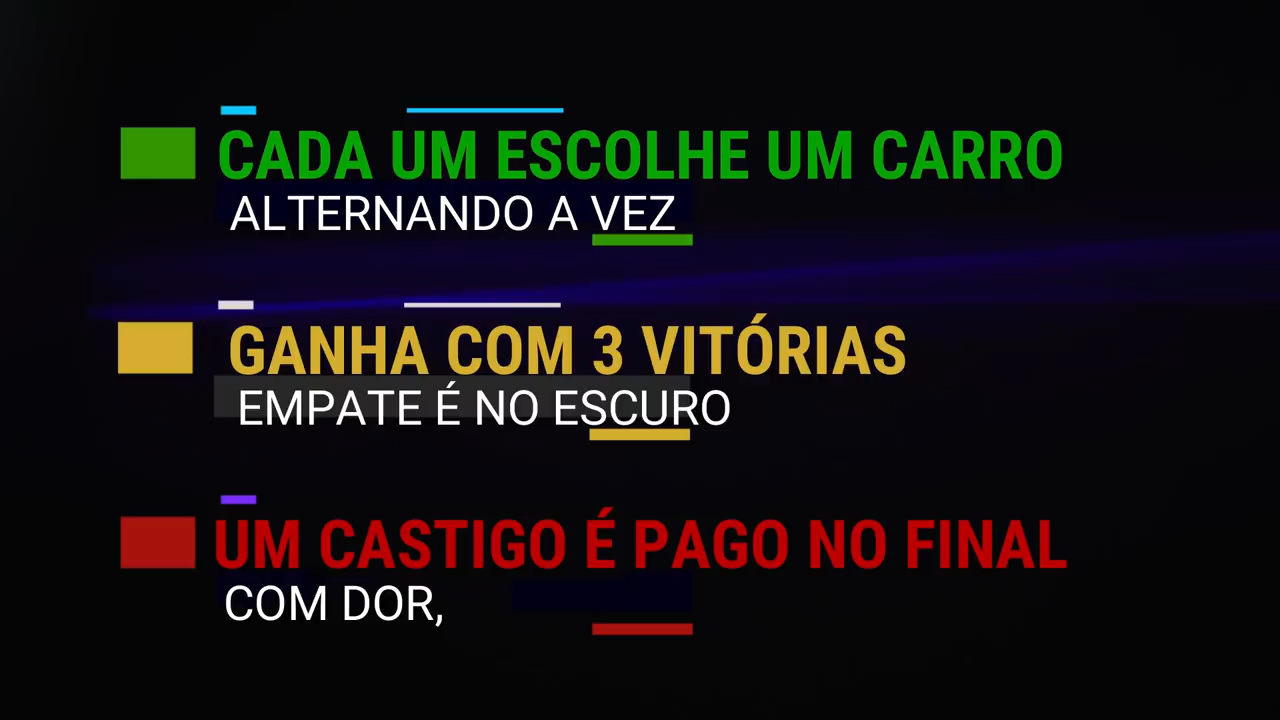 CADA UM ESCOLHE UM CARRO
ALTERNANDO A VEZ
GANHA COM 3 VITÓRIAS
EMPATE É NO ESCURO
UM CASTIGO É PAGO NO FINAL
COM DOR,